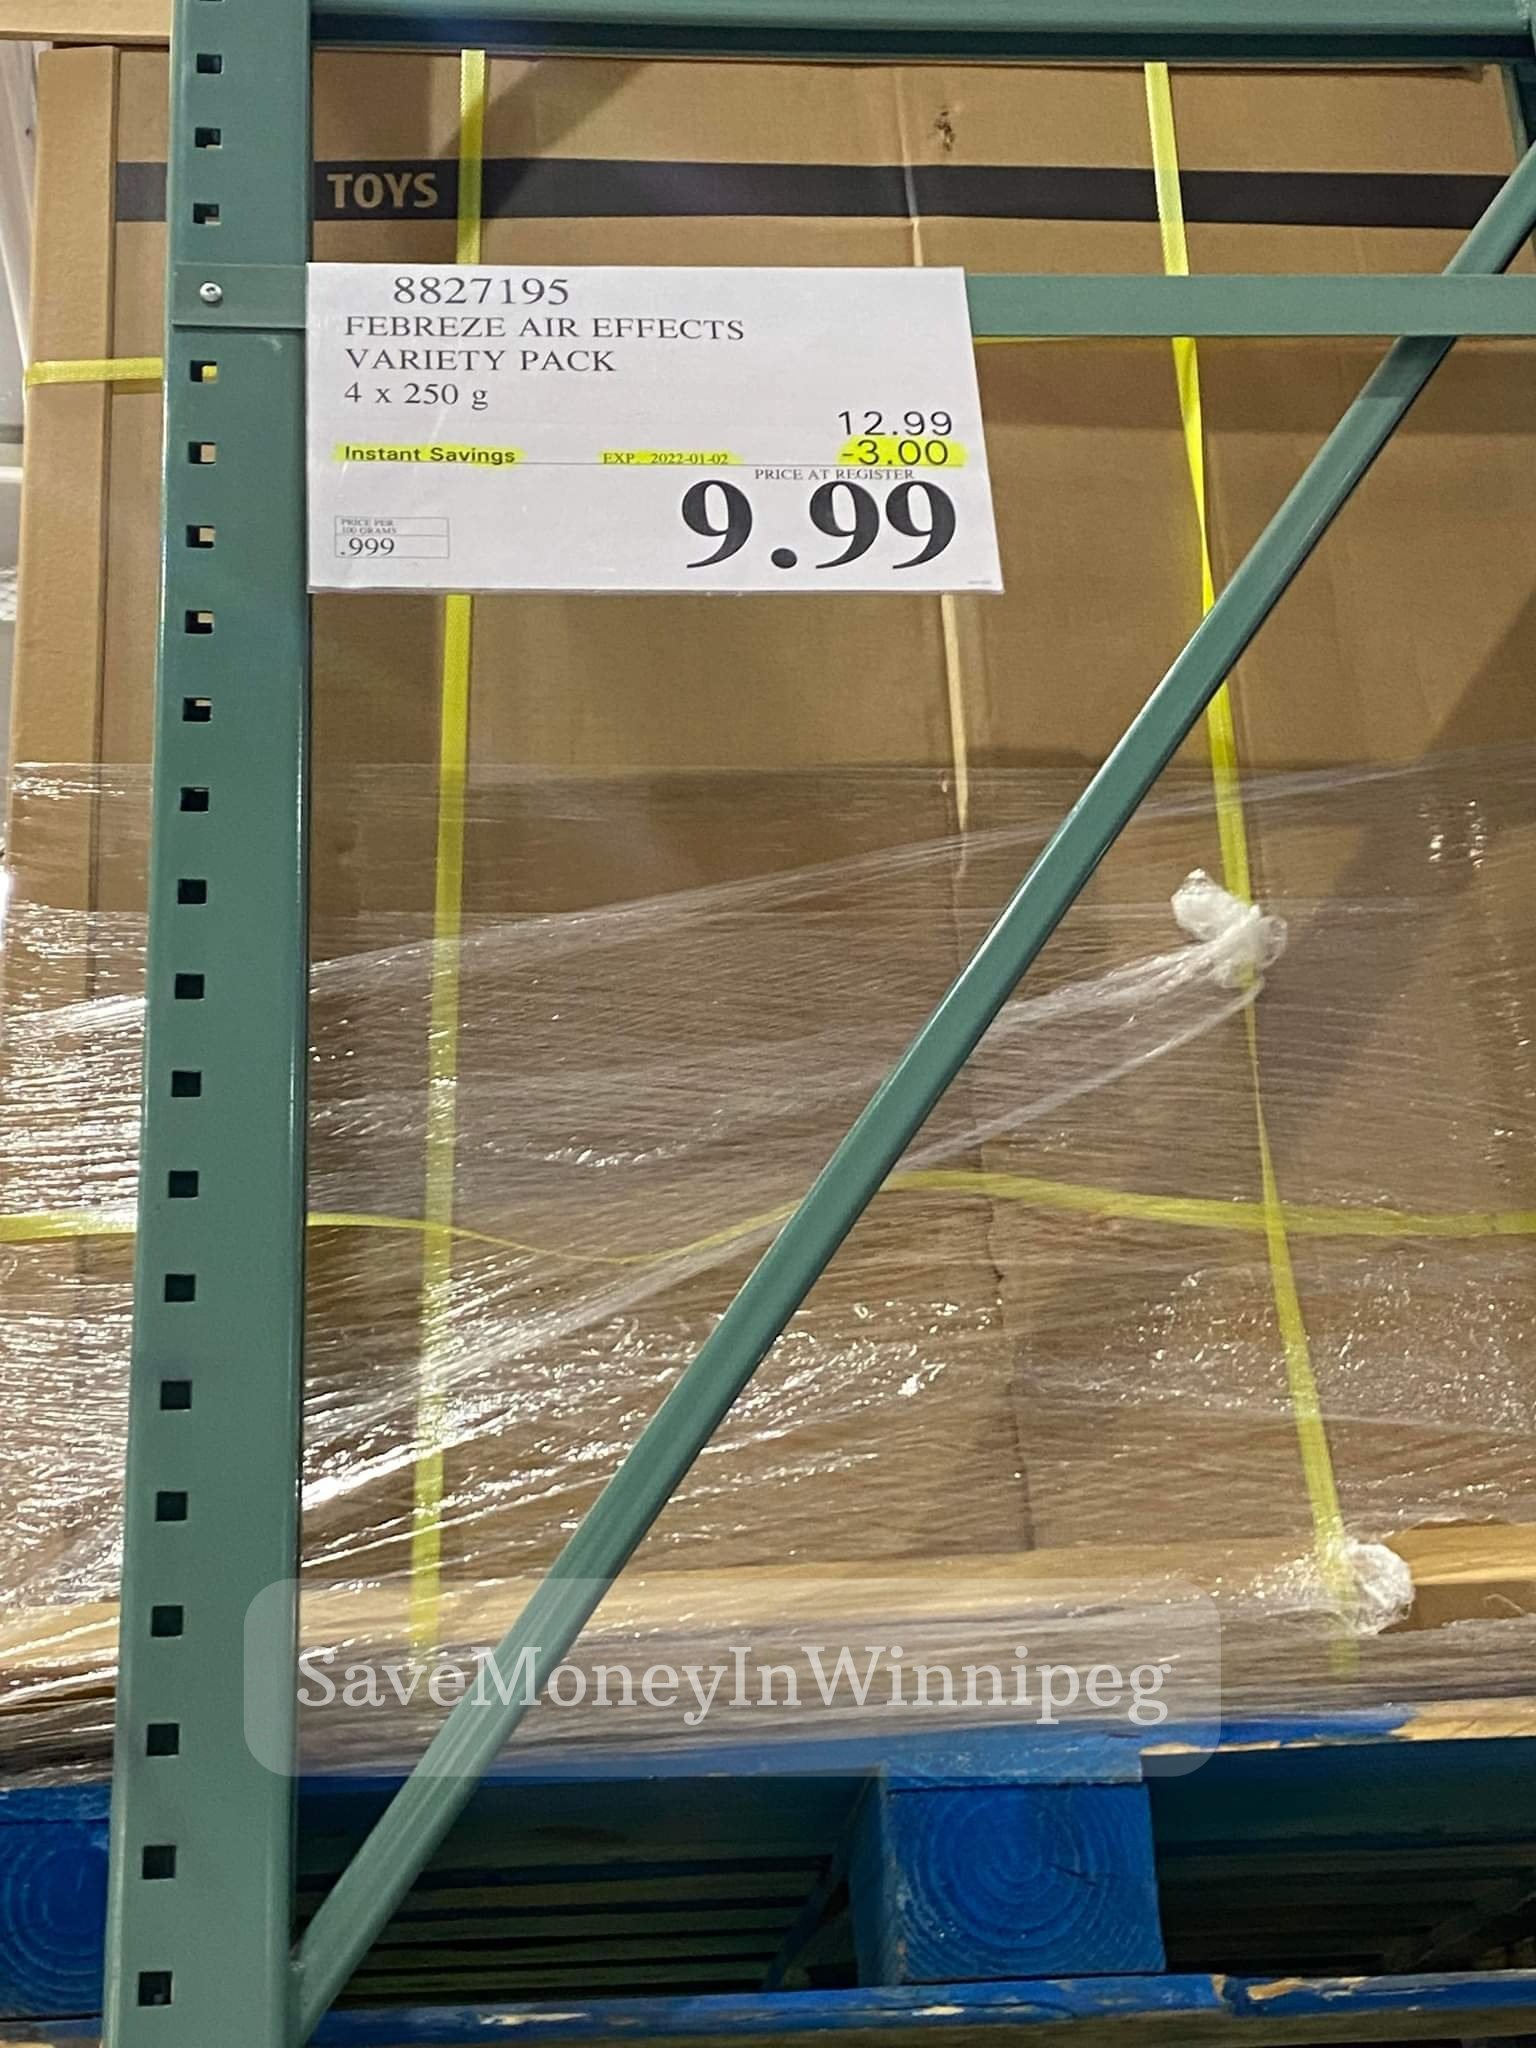 TOYS
8827195
FEBREZE AIR EFFECTS
VARIETY PACK
4 x 250 g
12.99
Instant Savings EXP. 2022-01-02 -3.00
PRICE AT REGISTER
9.99
PRICE PER
100 GRAMS
.999
SaveMoneyInWinnipeg